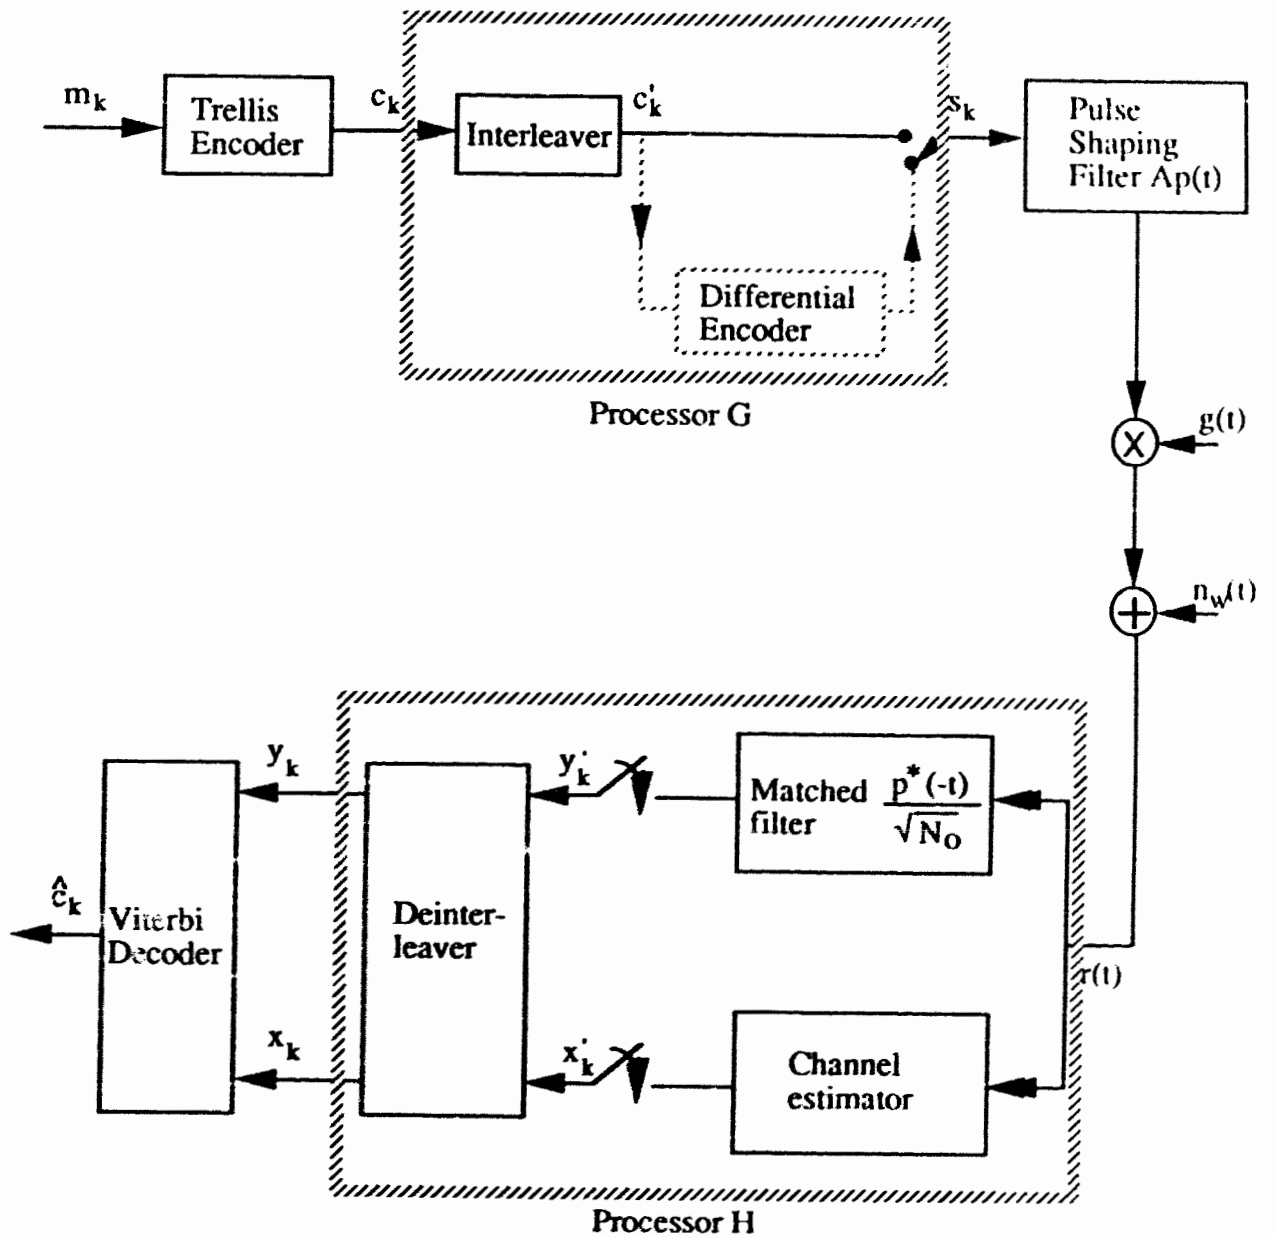 m_k
Trellis
Encoder
c_k
Interleaver
c'_k
s_k
Pulse
Shaping
Filter Ap(t)
Differential
Encoder
Processor G
X
g(t)
+
n_w(t)
r(t)
Matched
filter
p*(-t)
√N_O
y'_k
y_k
Deinter-
leaver
Viterbi
Decoder
ĉ_k
x_k
x'_k
Channel
estimator
Processor H